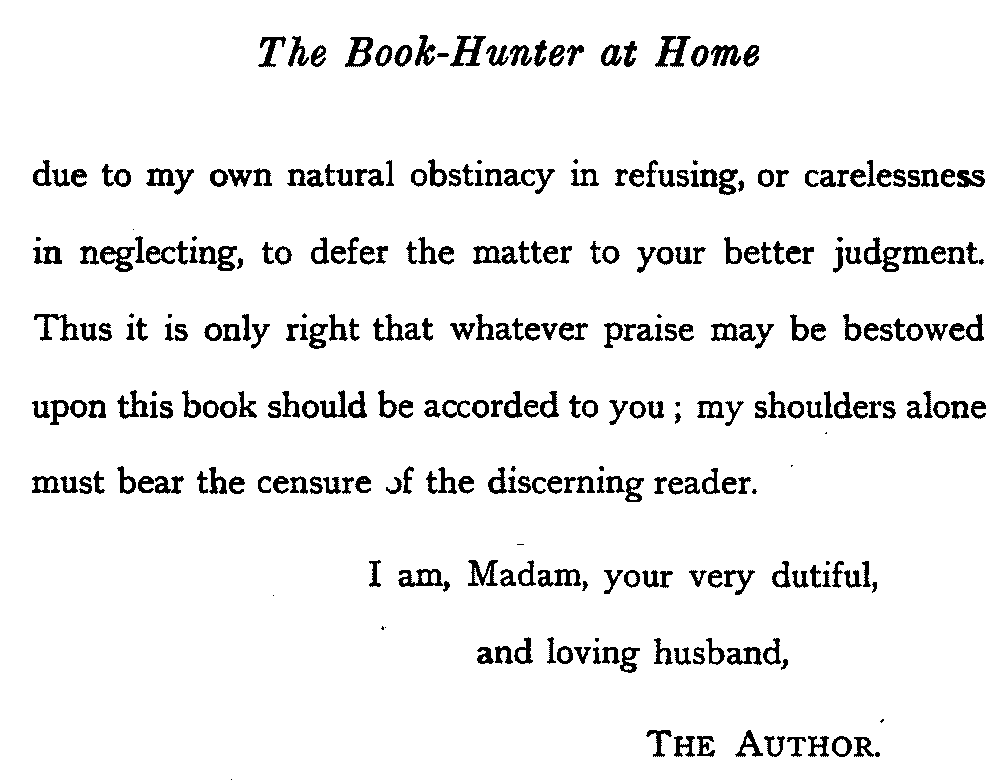 The Book-Hunter at Home
due to my own natural obstinacy in refusing, or carelessness
in neglecting, to defer the matter to your better judgment.
Thus it is only right that whatever praise may be bestowed
upon this book should be accorded to you ; my shoulders alone
must bear the censure of the discerning reader.
I am, Madam, your very dutiful,
and loving husband,
THE AUTHOR.